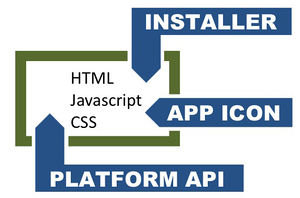 INSTALLER
HTML
Javascript
CSS
APP ICON
PLATFORM API